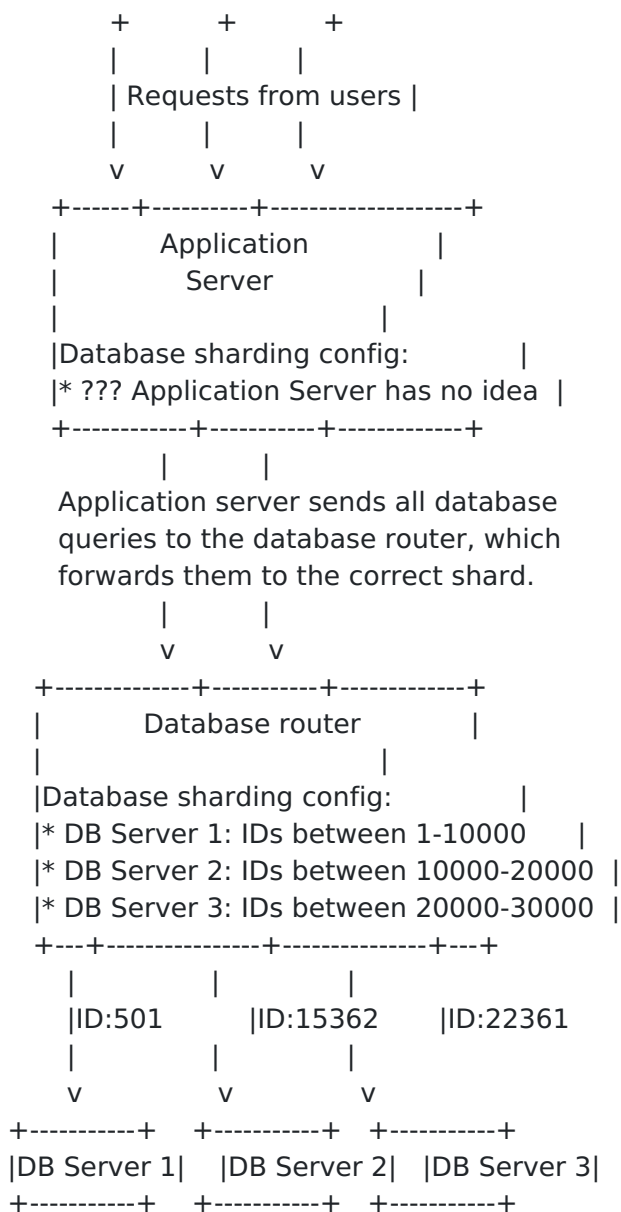 + + +
| | |
| Requests from users |
| | |
v v v
+------+----------+--------------------+
| Application |
| Server |
| |
|Database sharding config: |
|* ??? Application Server has no idea |
+------------+-----------+-------------+
| |
Application server sends all database
queries to the database router, which
forwards them to the correct shard.
| |
v v
+--------------+-----------+-------------+
| Database router |
| |
|Database sharding config: |
|* DB Server 1: IDs between 1-10000 |
|* DB Server 2: IDs between 10000-20000 |
|* DB Server 3: IDs between 20000-30000 |
+---+----------------+---------------+---+
| | |
|ID:501 |ID:15362 |ID:22361
| | |
v v v
+-----------+ +-----------+ +-----------+
|DB Server 1| |DB Server 2| |DB Server 3|
+-----------+ +-----------+ +-----------+